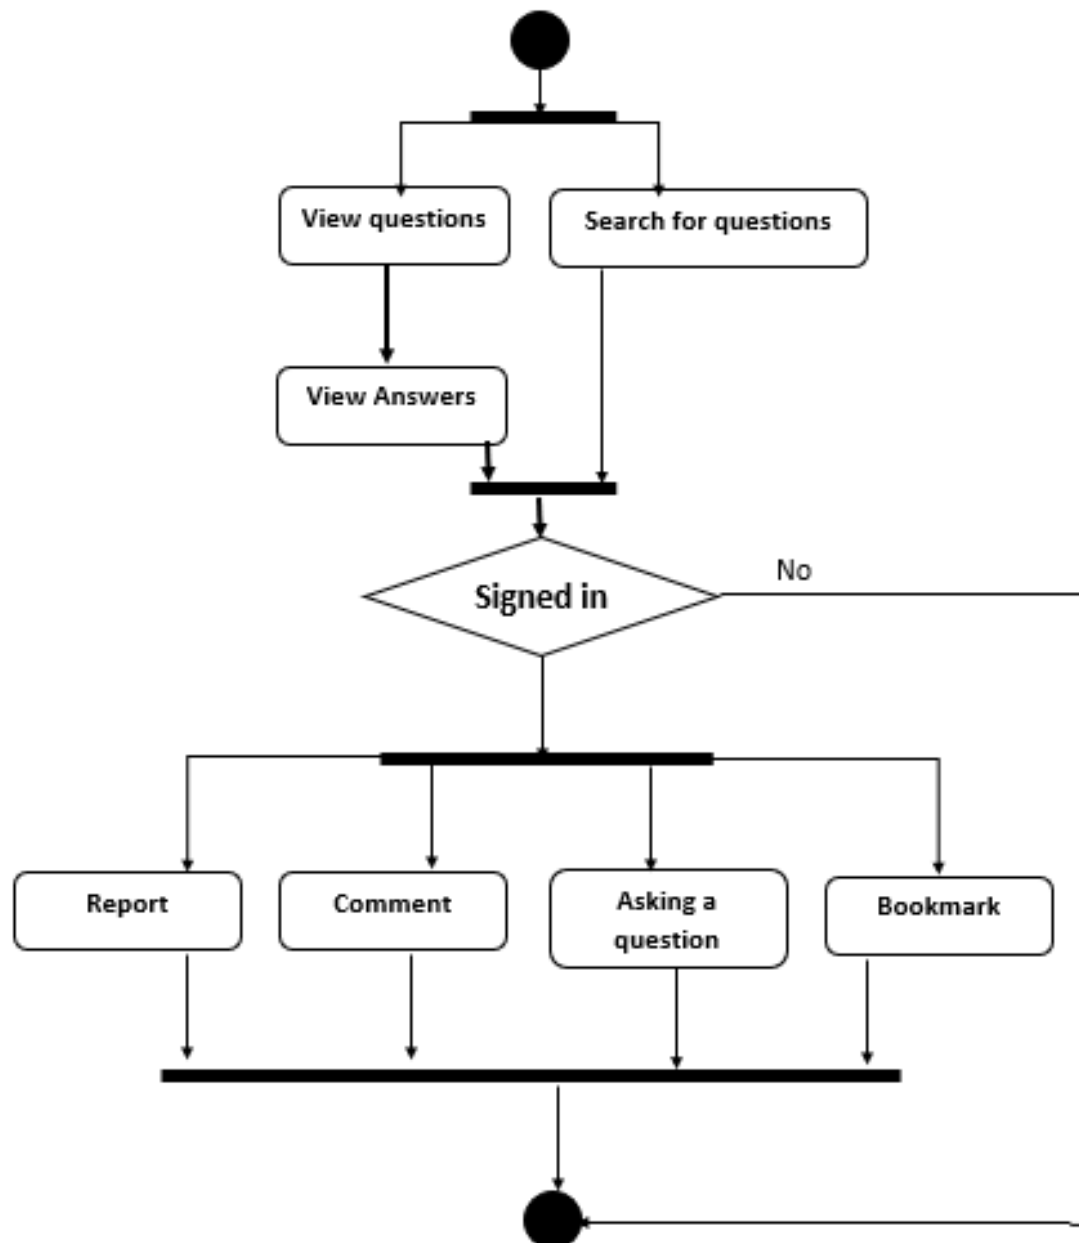 View questions
Search for questions
View Answers
No
Signed in
Report
Comment
Asking a
question
Bookmark